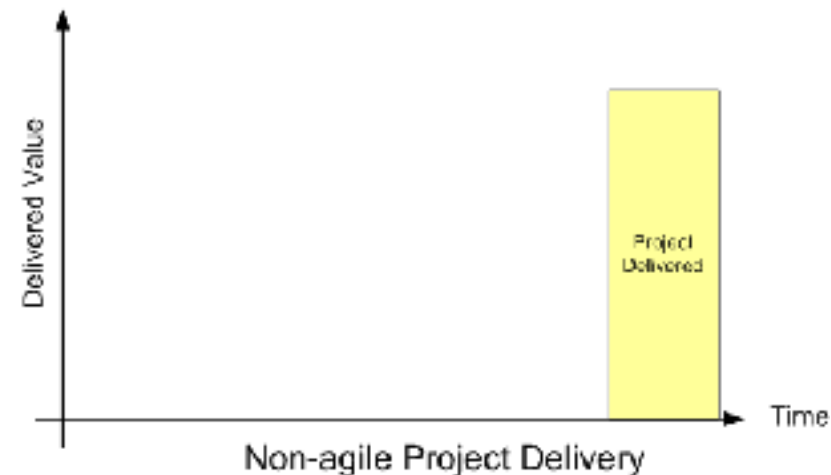 Delivered Value
Project
Delivered
Time
Non-agile Project Delivery